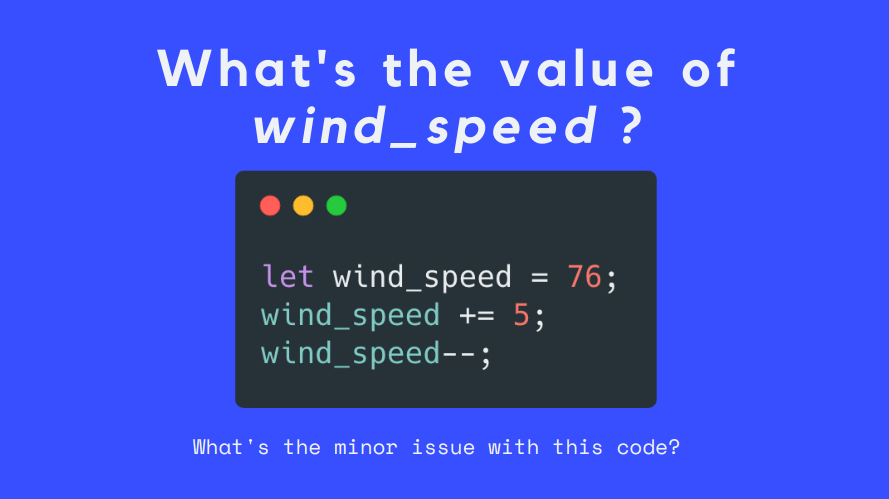 What's the value of
wind_speed ?
let wind_speed = 76;
wind_speed += 5;
wind_speed--;
What's the minor issue with this code?